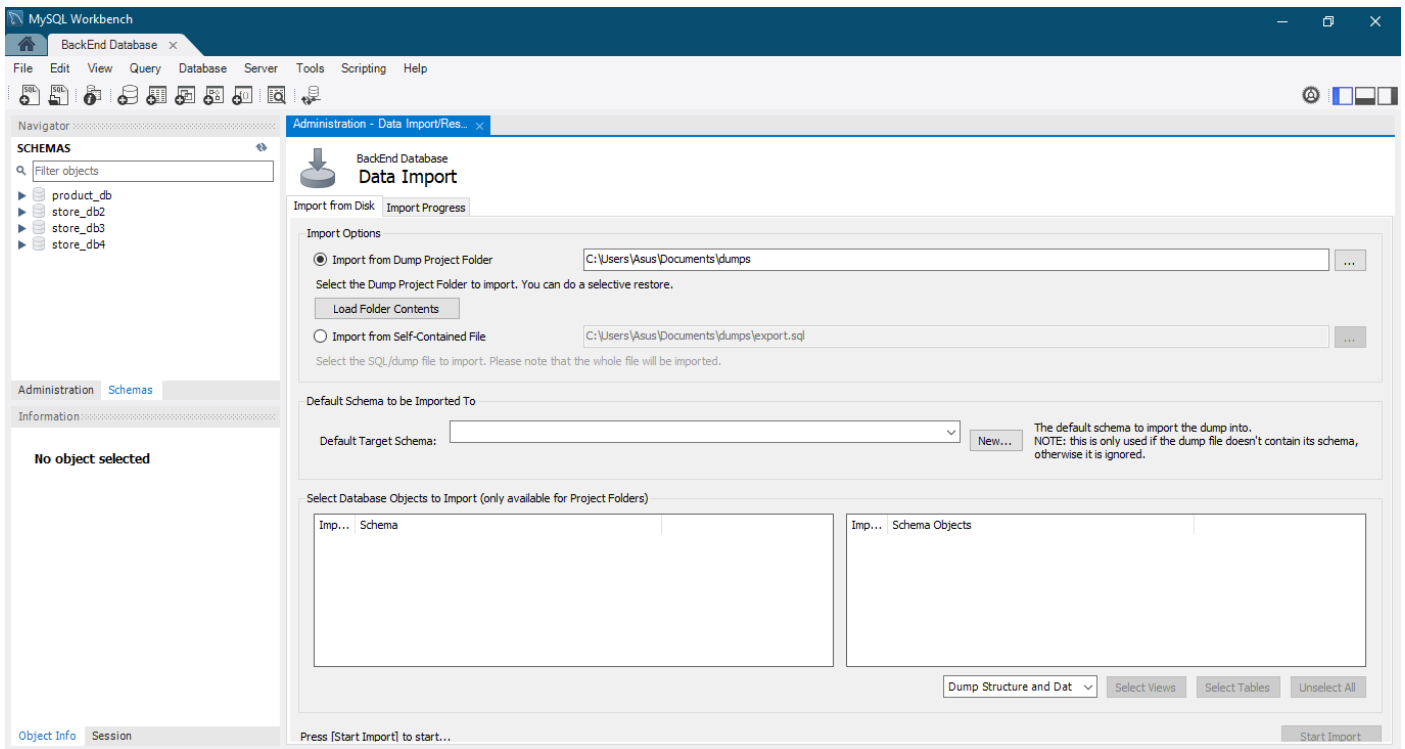 MySQL Workbench
BackEnd Database
File Edit View Query Database Server Tools Scripting Help
SQL SQL
Navigator
SCHEMAS
Filter objects
product_db
store_db2
store_db3
store_db4
Administration Schemas
Information
No object selected
Object Info Session
Administration - Data Import/Res...
BackEnd Database
Data Import
Import from Disk Import Progress
Import Options
Import from Dump Project Folder C:\Users\Asus\Documents\dumps ...
Select the Dump Project Folder to import. You can do a selective restore.
Load Folder Contents
Import from Self-Contained File C:\Users\Asus\Documents\dumps\export.sql ...
Select the SQL/dump file to import. Please note that the whole file will be imported.
Default Schema to be Imported To
Default Target Schema: New...
The default schema to import the dump into.
NOTE: this is only used if the dump file doesn't contain its schema,
otherwise it is ignored.
Select Database Objects to Import (only available for Project Folders)
Imp... Schema
Imp... Schema Objects
Dump Structure and Dat Select Views Select Tables Unselect All
Press [Start Import] to start... Start Import